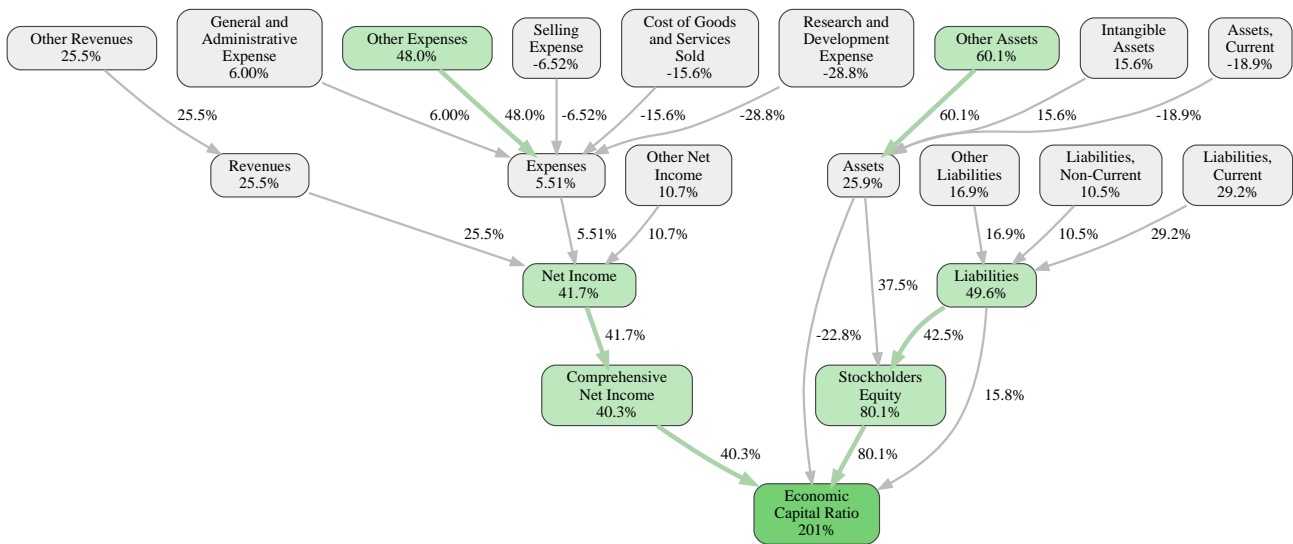 Other Revenues
25.5%
General and
Administrative
Expense
6.00%
Other Expenses
48.0%
Selling
Expense
-6.52%
Cost of Goods
and Services
Sold
-15.6%
Research and
Development
Expense
-28.8%
Other Assets
60.1%
Intangible
Assets
15.6%
Assets,
Current
-18.9%
25.5%
6.00%
48.0%
-6.52%
-15.6%
-28.8%
60.1%
15.6%
-18.9%
Revenues
25.5%
Expenses
5.51%
Other Net
Income
10.7%
Assets
25.9%
Other
Liabilities
16.9%
Liabilities,
Non-Current
10.5%
Liabilities,
Current
29.2%
25.5%
5.51%
10.7%
16.9%
10.5%
29.2%
Net Income
41.7%
37.5%
Liabilities
49.6%
41.7%
-22.8%
42.5%
Comprehensive
Net Income
40.3%
Stockholders
Equity
80.1%
15.8%
40.3%
80.1%
Economic
Capital Ratio
201%